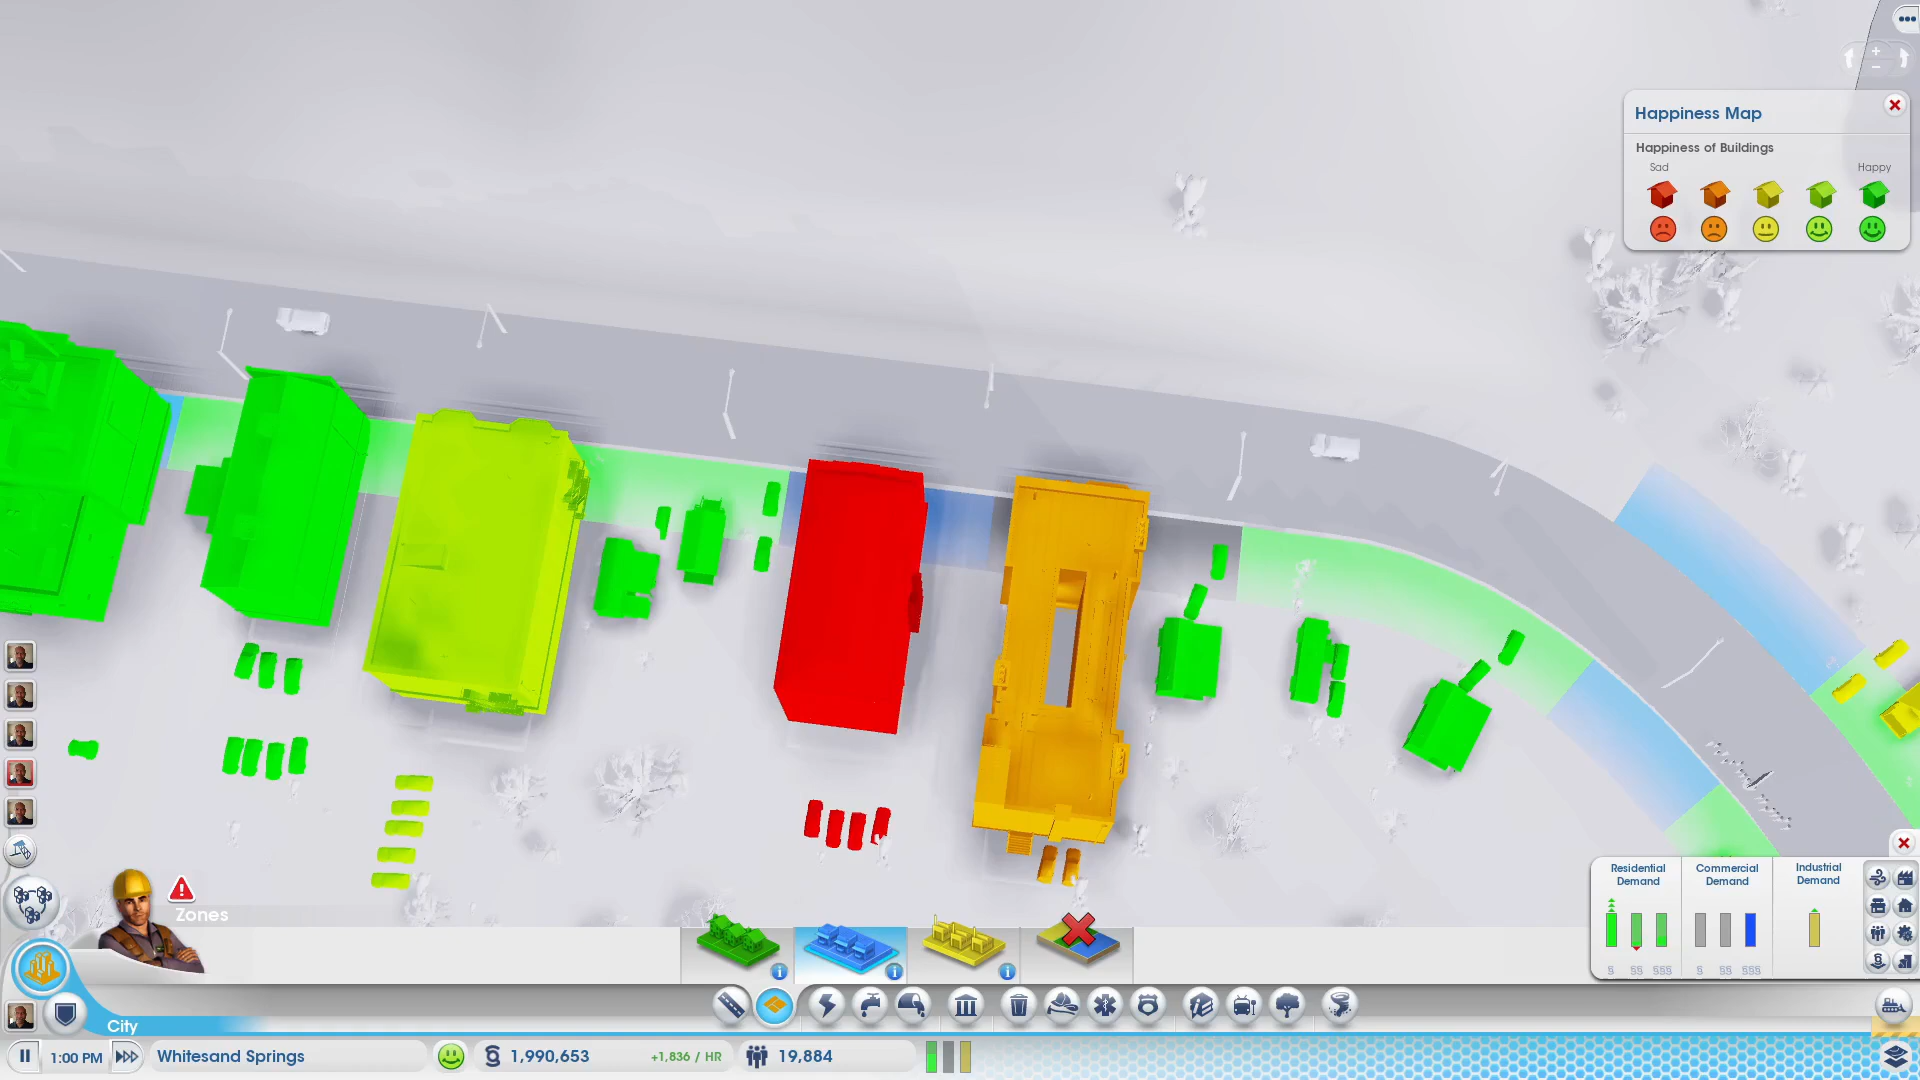 Happiness Map
Happiness of Buildings
Sad
Happy
Residential Demand
Commercial Demand
Industrial Demand
§ §§ §§§
§ §§ §§§
Zones
City
1:00 PM
Whitesand Springs
1,990,653
+1,836 / HR
19,884